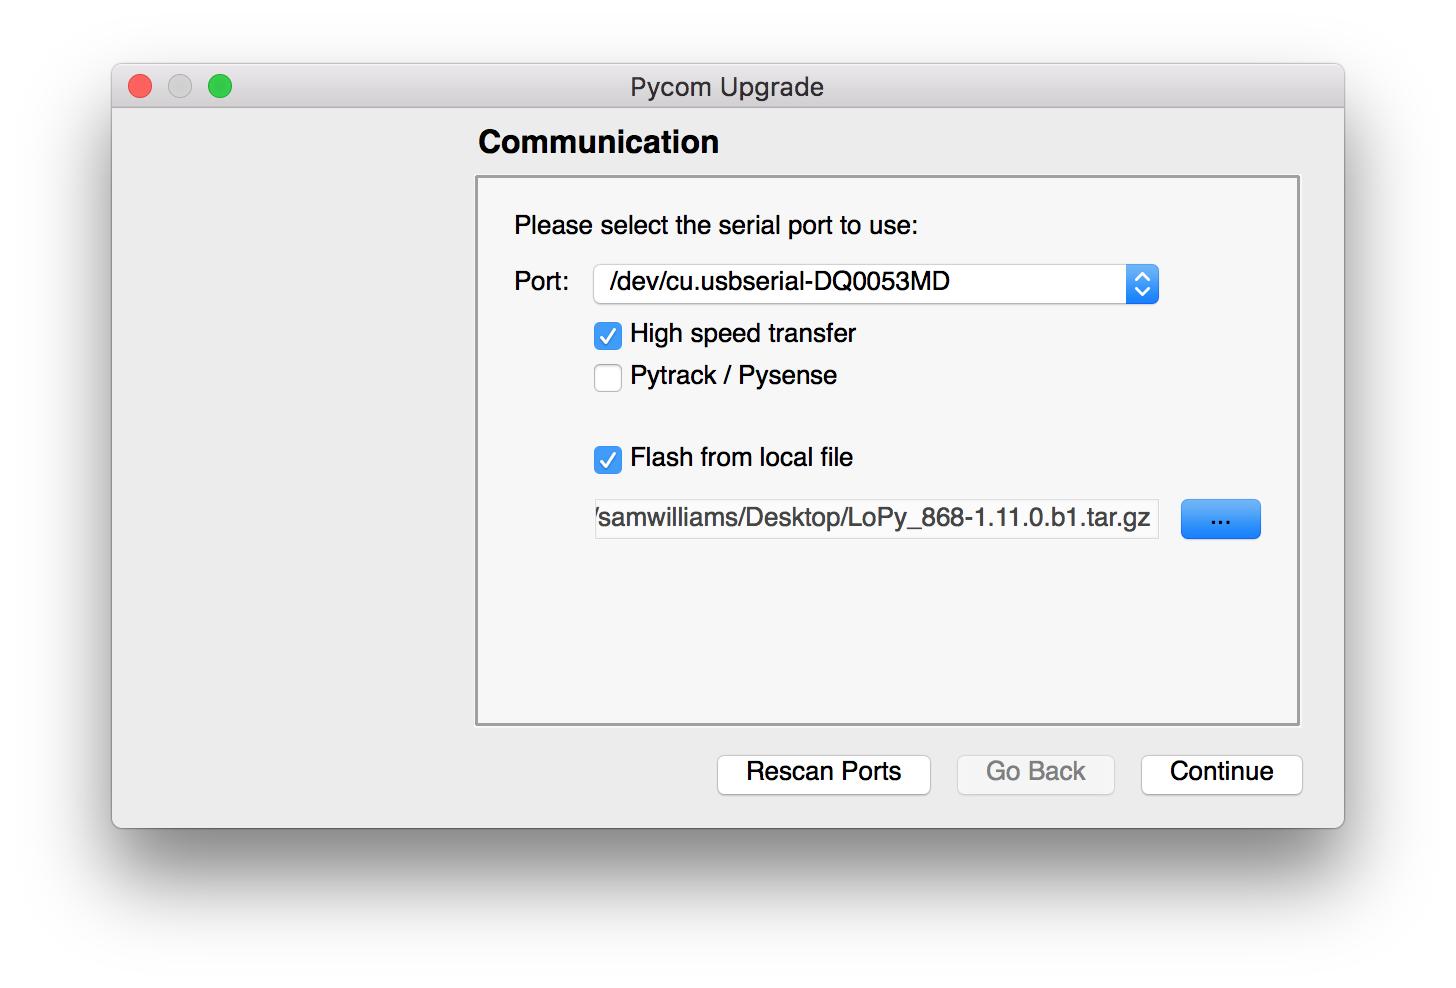 Pycom Upgrade
Communication
Please select the serial port to use:
Port: /dev/cu.usbserial-DQ0053MD
High speed transfer
Pytrack / Pysense
Flash from local file
/samwilliams/Desktop/LoPy_868-1.11.0.b1.tar.gz ...
Rescan Ports Go Back Continue